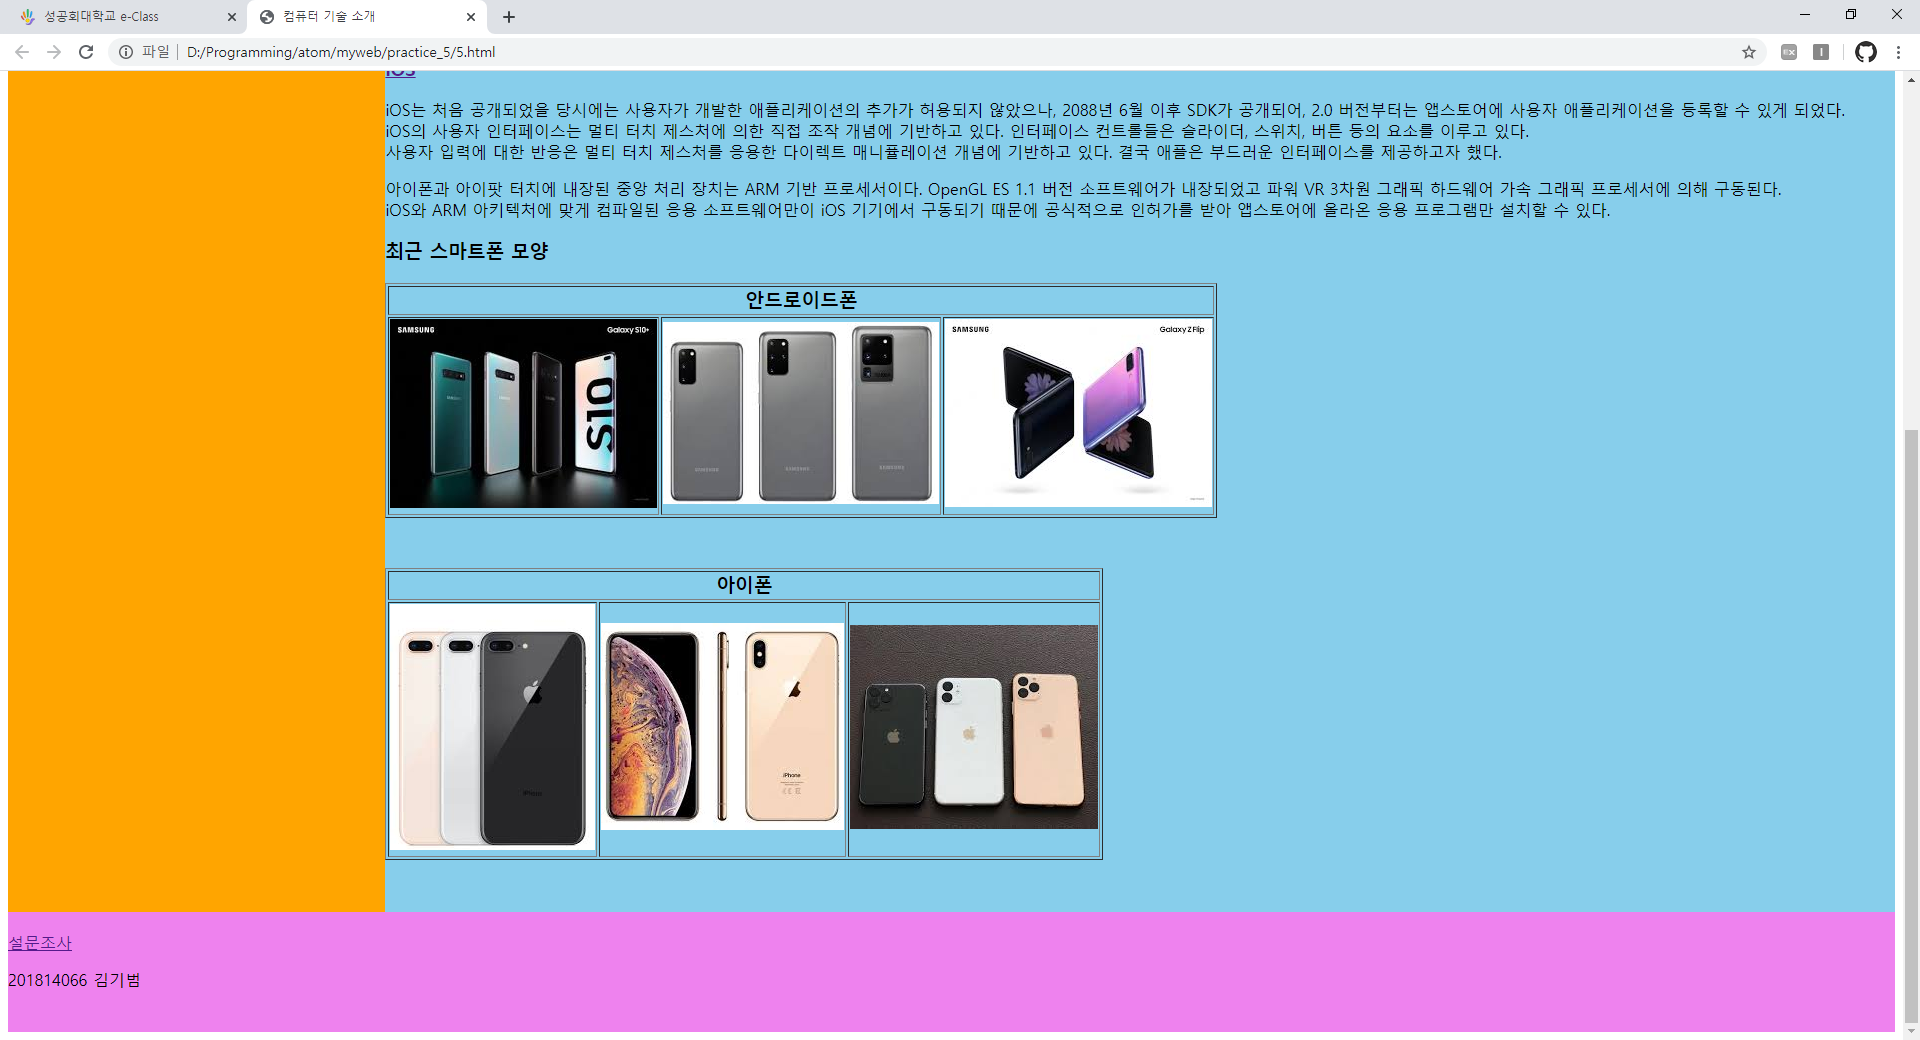 성공회대학교 e-Class
컴퓨터 기술 소개
파일
D:/Programming/atom/myweb/practice_5/5.html
iOS
iOS는 처음 공개되었을 당시에는 사용자가 개발한 애플리케이션의 추가가 허용되지 않았으나, 2088년 6월 이후 SDK가 공개되어, 2.0 버전부터는 앱스토어에 사용자 애플리케이션을 등록할 수 있게 되었다.
iOS의 사용자 인터페이스는 멀티 터치 제스처에 의한 직접 조작 개념에 기반하고 있다. 인터페이스 컨트롤들은 슬라이더, 스위치, 버튼 등의 요소를 이루고 있다.
사용자 입력에 대한 반응은 멀티 터치 제스처를 응용한 다이렉트 매니퓰레이션 개념에 기반하고 있다. 결국 애플은 부드러운 인터페이스를 제공하고자 했다.
아이폰과 아이팟 터치에 내장된 중앙 처리 장치는 ARM 기반 프로세서이다. OpenGL ES 1.1 버전 소프트웨어가 내장되었고 파워 VR 3차원 그래픽 하드웨어 가속 그래픽 프로세서에 의해 구동된다.
iOS와 ARM 아키텍처에 맞게 컴파일된 응용 소프트웨어만이 iOS 기기에서 구동되기 때문에 공식적으로 인허가를 받아 앱스토어에 올라온 응용 프로그램만 설치할 수 있다.
최근 스마트폰 모양
안드로이드폰
SAMSUNG
Galaxy S10+
S10
SAMSUNG
SAMSUNG
SAMSUNG
SAMSUNG
Galaxy Z Flip
아이폰
iPhone
iPhone
설문조사
201814066 김기범